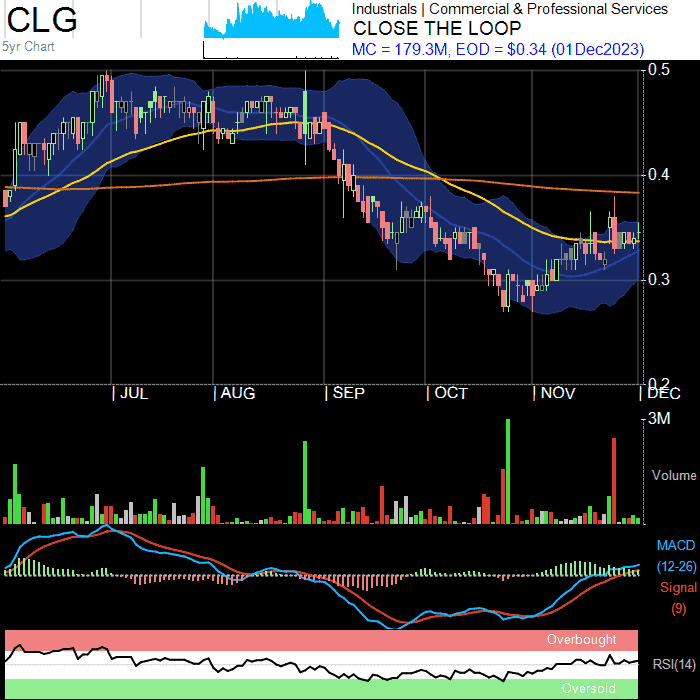 CLG
5yr Chart
Industrials | Commercial & Professional Services
CLOSE THE LOOP
MC = 179.3M, EOD = $0.34 (01Dec2023)
0.5
0.4
0.3
0.2
JUL AUG SEP OCT NOV DEC
3M
Volume
MACD
(12-26)
Signal
(9)
Overbought
RSI(14)
Oversold